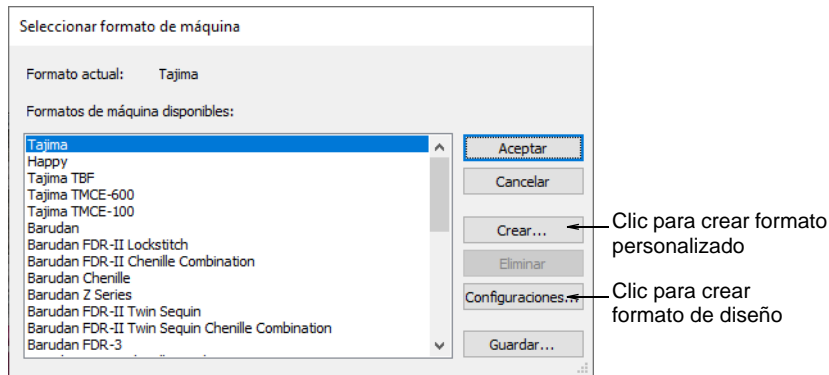 Seleccionar formato de máquina
Formato actual: Tajima
Formatos de máquina disponibles:
Tajima
Happy
Tajima TBF
Tajima TMCE-600
Tajima TMCE-100
Barudan
Barudan FDR-II Lockstitch
Barudan FDR-II Chenille Combination
Barudan Chenille
Barudan Z Series
Barudan FDR-II Twin Sequin
Barudan FDR-II Twin Sequin Chenille Combination
Barudan FDR-3
Aceptar
Cancelar
Crear...
Eliminar
Configuraciones...
Guardar...
Clic para crear formato
personalizado
Clic para crear
formato de diseño